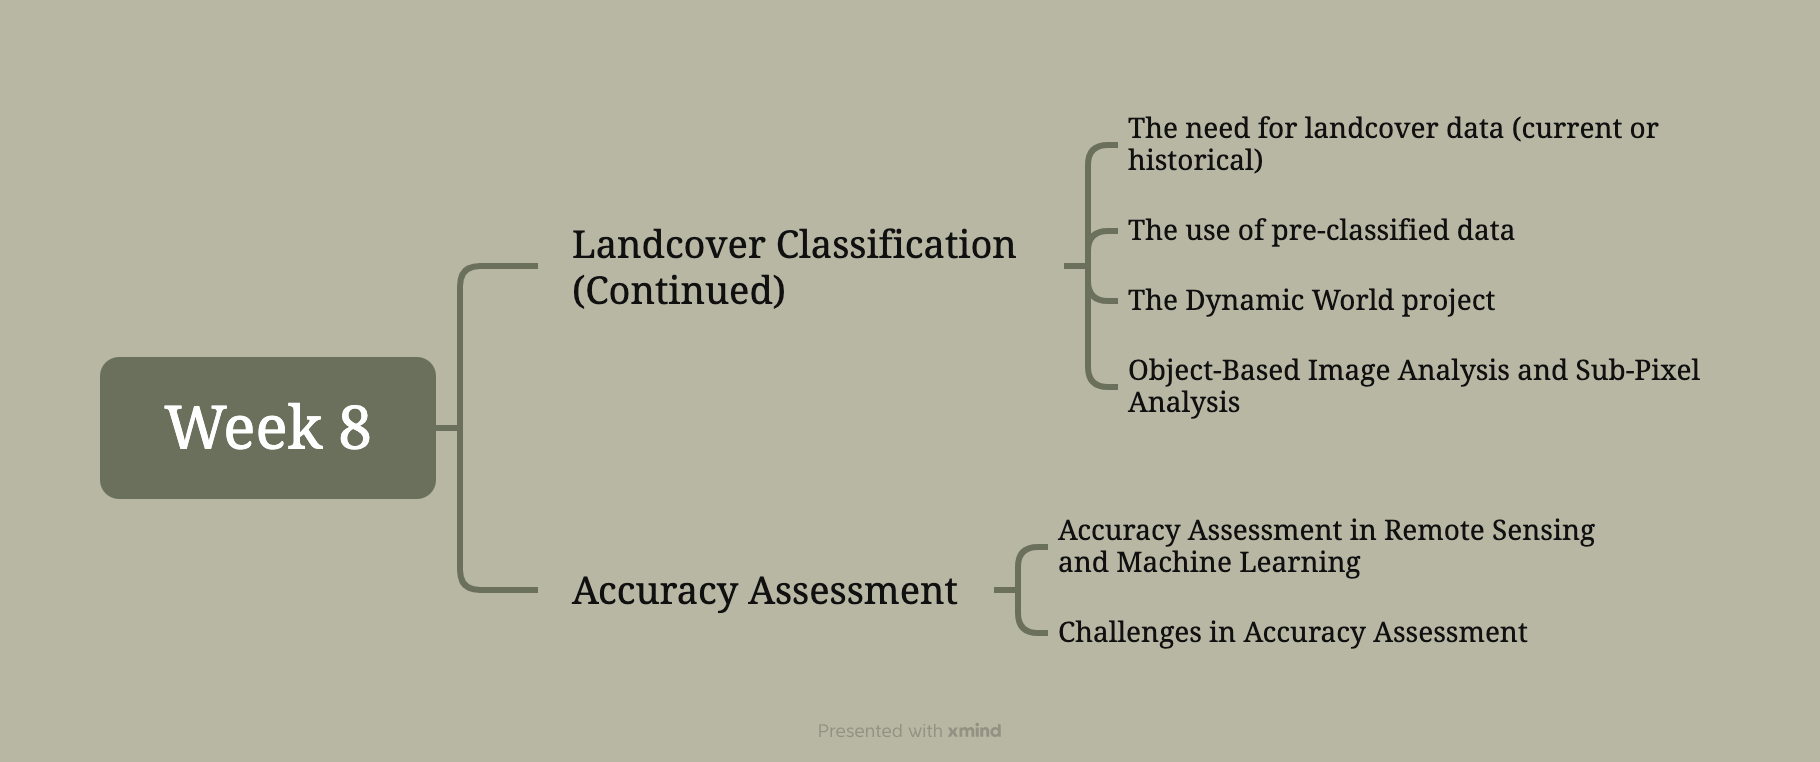 Week 8
Landcover Classification
(Continued)
The need for landcover data (current or
historical)
The use of pre-classified data
The Dynamic World project
Object-Based Image Analysis and Sub-Pixel
Analysis
Accuracy Assessment
Accuracy Assessment in Remote Sensing
and Machine Learning
Challenges in Accuracy Assessment
Presented with xmind